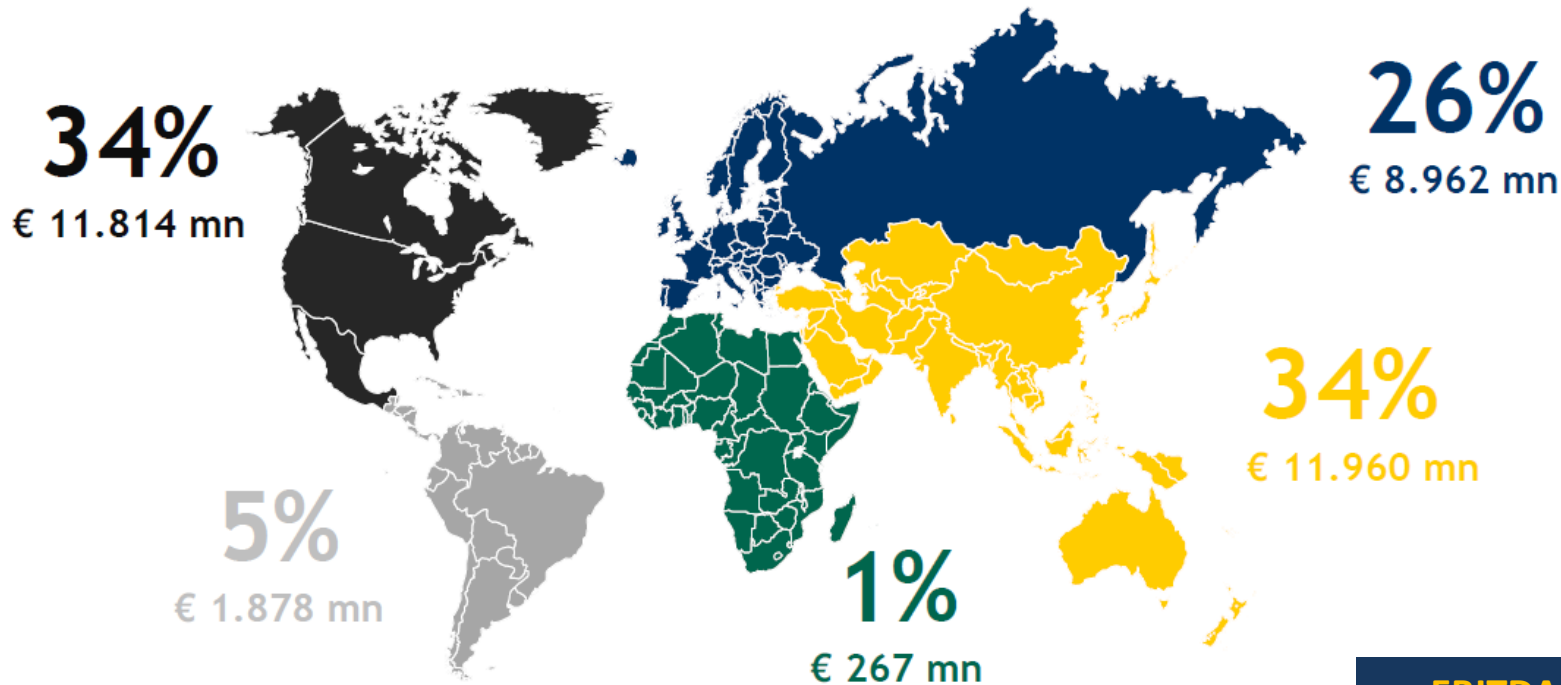 34%
€ 11.814 mn
26%
€ 8.962 mn
34%
€ 11.960 mn
5%
€ 1.878 mn
1%
€ 267 mn